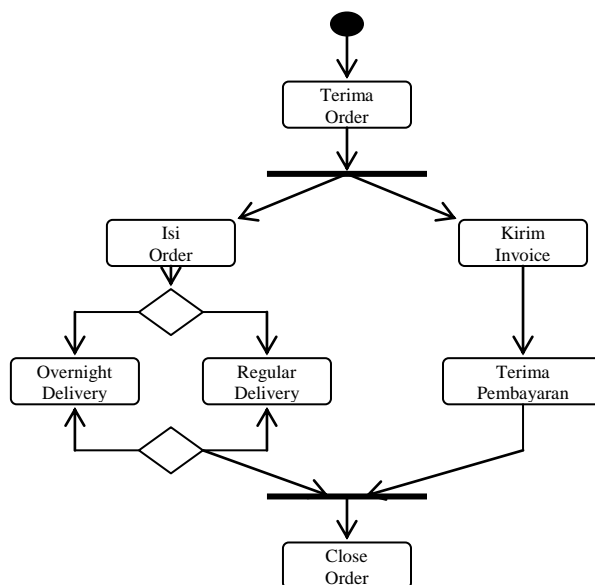 Terima
Order
Isi
Order
Kirim
Invoice
Overnight
Delivery
Regular
Delivery
Terima
Pembayaran
Close
Order